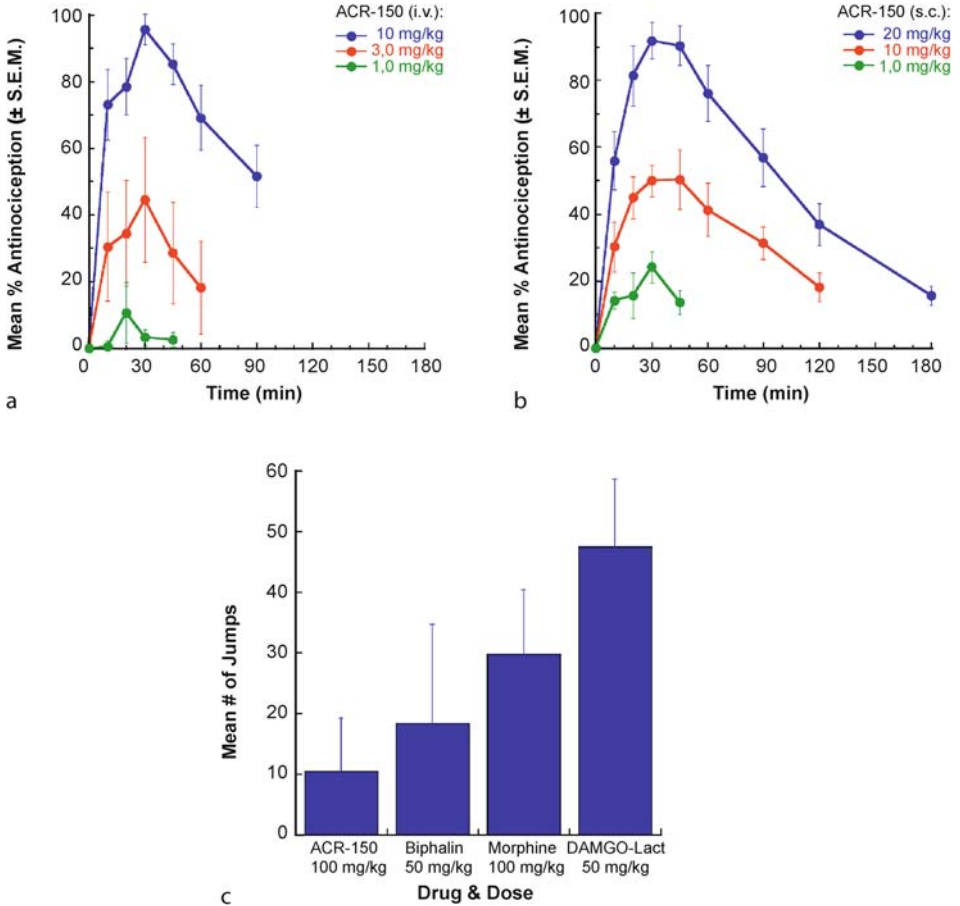 ACR-150 (i.v.):
10 mg/kg
3,0 mg/kg
1,0 mg/kg
Mean % Antinociception (± S.E.M.)
100
80
60
40
20
0
0 30 60 90 120 150 180
Time (min)
a
ACR-150 (s.c.):
20 mg/kg
10 mg/kg
1,0 mg/kg
Mean % Antinociception (± S.E.M.)
100
80
60
40
20
0
0 30 60 90 120 150 180
Time (min)
b
Mean # of Jumps
60
50
40
30
20
10
0
ACR-150 Biphalin Morphine DAMGO-Lact
100 mg/kg 50 mg/kg 100 mg/kg 50 mg/kg
Drug & Dose
c